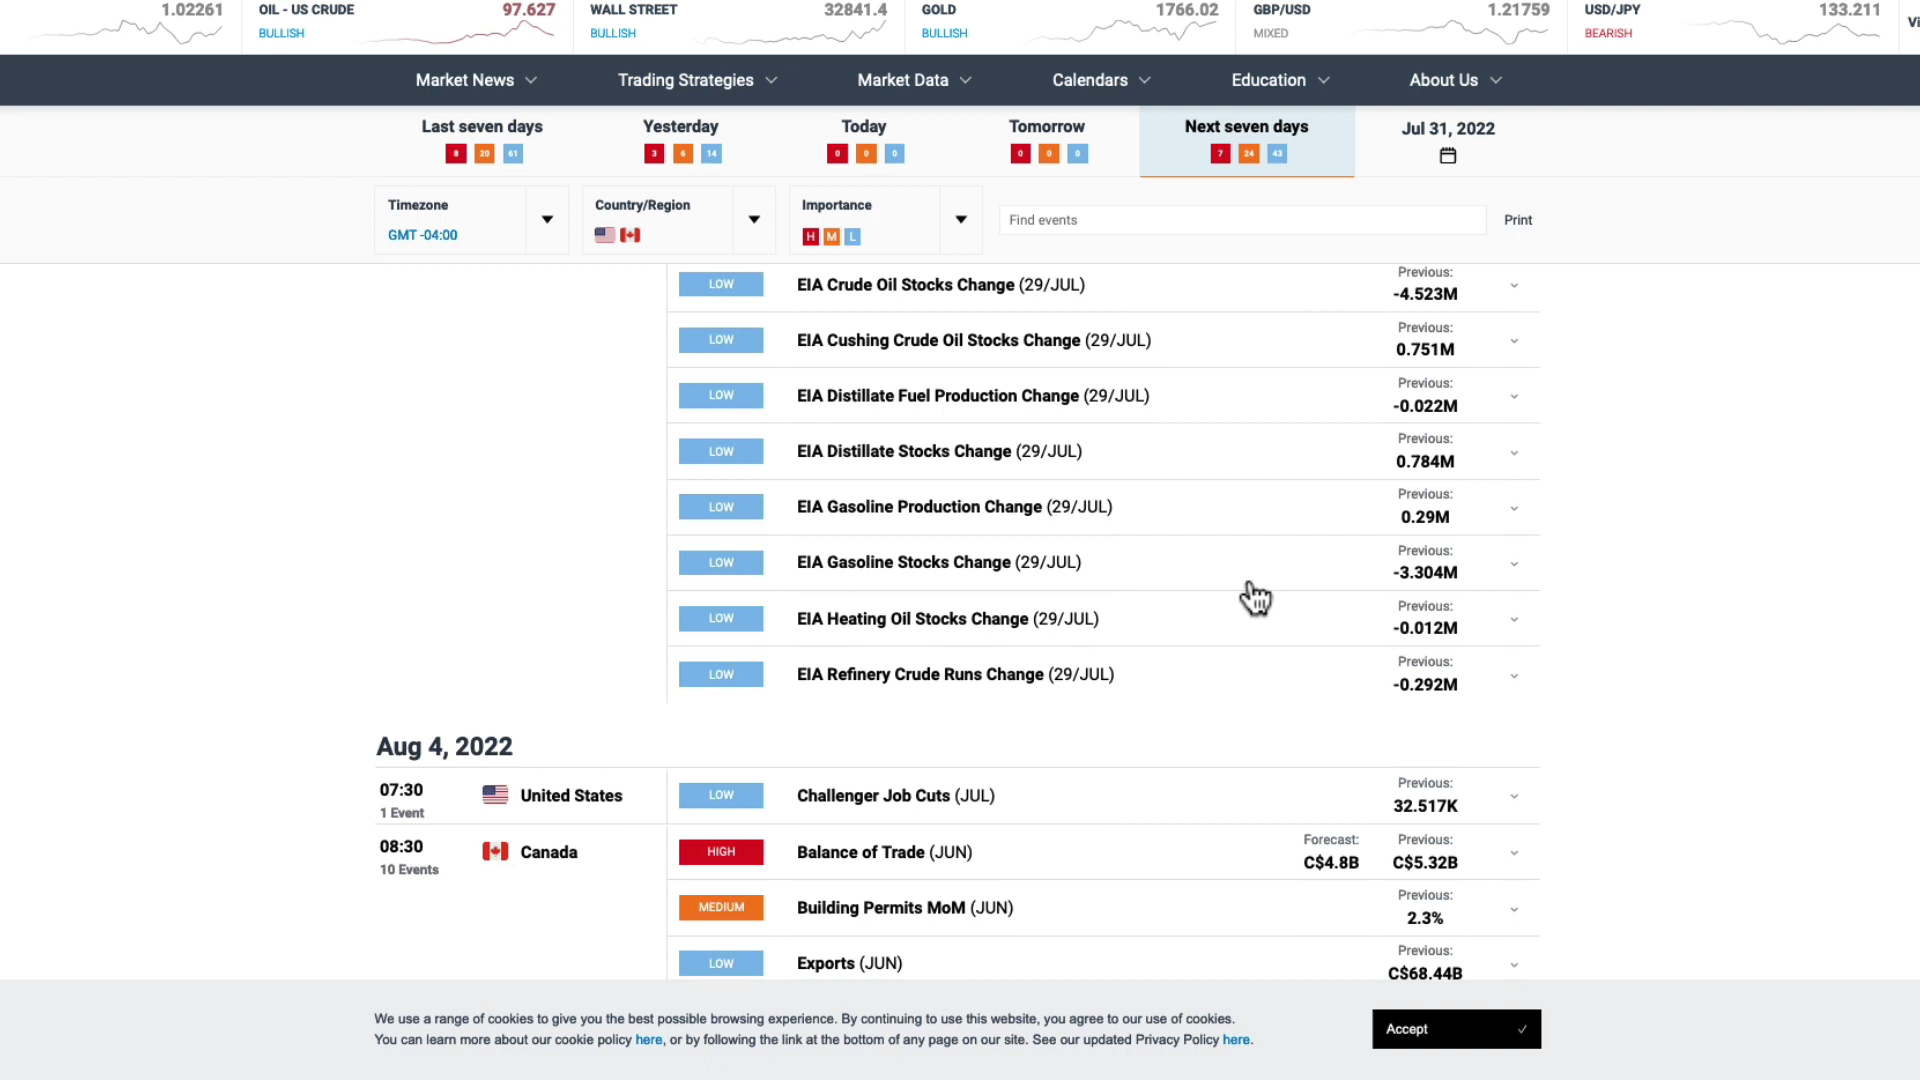 1.02261 OIL - US CRUDE 97.627 WALL STREET 32841.4 GOLD 1766.02 GBP/USD 1.21759 USD/JPY 133.211
BULLISH BULLISH BULLISH MIXED BEARISH Vi
Market News Trading Strategies Market Data Calendars Education About Us
Last seven days Yesterday Today Tomorrow Next seven days Jul 31, 2022
8 20 61 3 6 14 0 0 0 0 0 0 7 24 43
Timezone Country/Region Importance
GMT -04:00 H M L
Find events Print
Previous:
LOW EIA Crude Oil Stocks Change (29/JUL) -4.523M
Previous:
LOW EIA Cushing Crude Oil Stocks Change (29/JUL) 0.751M
Previous:
LOW EIA Distillate Fuel Production Change (29/JUL) -0.022M
Previous:
LOW EIA Distillate Stocks Change (29/JUL) 0.784M
Previous:
LOW EIA Gasoline Production Change (29/JUL) 0.29M
Previous:
LOW EIA Gasoline Stocks Change (29/JUL) -3.304M
Previous:
LOW EIA Heating Oil Stocks Change (29/JUL) -0.012M
Previous:
LOW EIA Refinery Crude Runs Change (29/JUL) -0.292M
Aug 4, 2022
Previous:
07:30 United States LOW Challenger Job Cuts (JUL) 32.517K
1 Event
Forecast: Previous:
08:30 Canada HIGH Balance of Trade (JUN) C$4.8B C$5.32B
10 Events
Previous:
MEDIUM Building Permits MoM (JUN) 2.3%
Previous:
LOW Exports (JUN) C$68.44B
We use a range of cookies to give you the best possible browsing experience. By continuing to use this website, you agree to our use of cookies.
You can learn more about our cookie policy here, or by following the link at the bottom of any page on our site. See our updated Privacy Policy here.
Accept